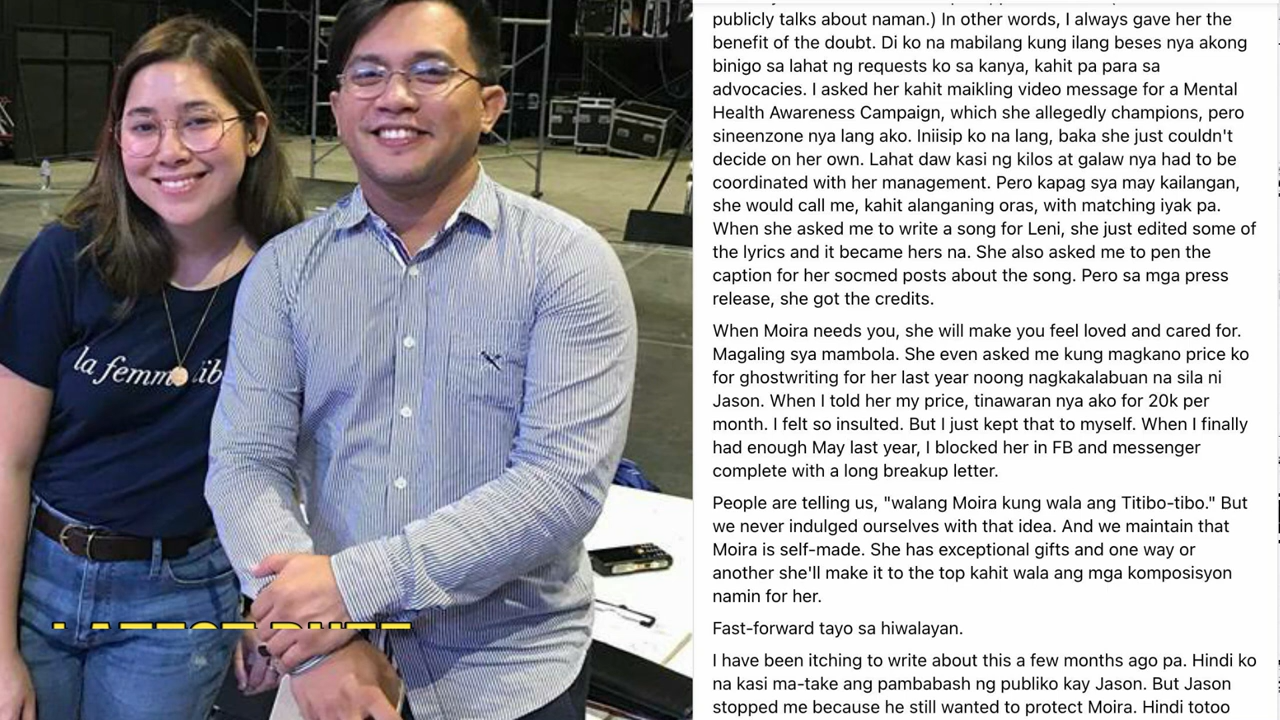 la femme lib
publicly talks about naman.) In other words, I always gave her the
benefit of the doubt. Di ko na mabilang kung ilang beses nya akong
binigo sa lahat ng requests ko sa kanya, kahit pa para sa
advocacies. I asked her kahit maikling video message for a Mental
Health Awareness Campaign, which she allegedly champions, pero
sineenzone nya lang ako. Iniisip ko na lang, baka she just couldn't
decide on her own. Lahat daw kasi ng kilos at galaw nya had to be
coordinated with her management. Pero kapag sya may kailangan,
she would call me, kahit alanganing oras, with matching iyak pa.
When she asked me to write a song for Leni, she just edited some of
the lyrics and it became hers na. She also asked me to pen the
caption for her socmed posts about the song. Pero sa mga press
release, she got the credits.
When Moira needs you, she will make you feel loved and cared for.
Magaling sya mambola. She even asked me kung magkano price ko
for ghostwriting for her last year noong nagkakalabuan na sila ni
Jason. When I told her my price, tinawaran nya ako for 20k per
month. I felt so insulted. But I just kept that to myself. When I finally
had enough May last year, I blocked her in FB and messenger
complete with a long breakup letter.
People are telling us, "walang Moira kung wala ang Titibo-tibo." But
we never indulged ourselves with that idea. And we maintain that
Moira is self-made. She has exceptional gifts and one way or
another she'll make it to the top kahit wala ang mga komposisyon
namin for her.
Fast-forward tayo sa hiwalayan.
I have been itching to write about this a few months ago pa. Hindi ko
na kasi ma-take ang pambabash ng publiko kay Jason. But Jason
stopped me because he still wanted to protect Moira. Hindi totoo